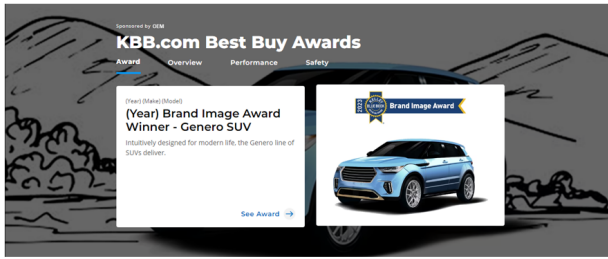 Sponsored by OEM
KBB.com Best Buy Awards
Award Overview Performance Safety
(Year) (Make) (Model)
(Year) Brand Image Award
Winner - Genero SUV
Intuitively designed for modern life, the Genero line of
SUVs deliver.
See Award
2023
Brand Image Award